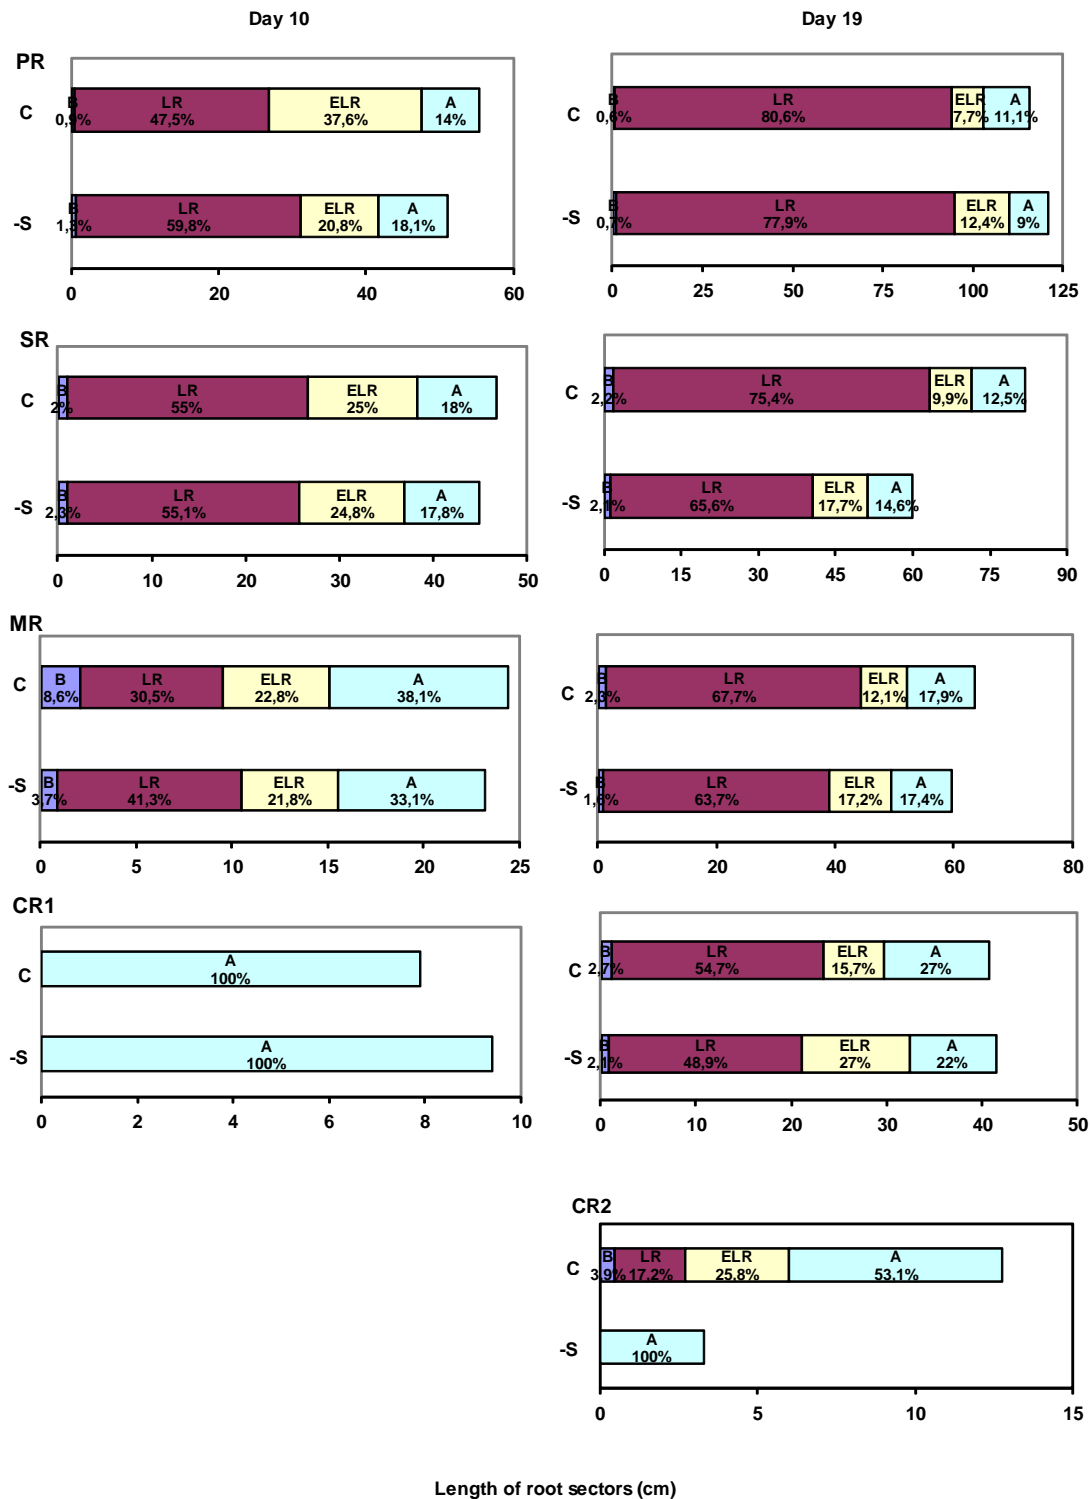 Day 10
Day 19
PR
C
B LR ELR A
0,9% 47,5% 37,6% 14%
-S
B LR ELR A
1,3% 59,8% 20,8% 18,1%
0 20 40 60
C
B LR ELR A
0,6% 80,6% 7,7% 11,1%
-S
B LR ELR A
0,7% 77,9% 12,4% 9%
0 25 50 75 100 125
SR
C
B LR ELR A
2% 55% 25% 18%
-S
B LR ELR A
2,3% 55,1% 24,8% 17,8%
0 10 20 30 40 50
C
B LR ELR A
2,2% 75,4% 9,9% 12,5%
-S
B LR ELR A
2,1% 65,6% 17,7% 14,6%
0 15 30 45 60 75 90
MR
C
B LR ELR A
8,6% 30,5% 22,8% 38,1%
-S
B LR ELR A
3,7% 41,3% 21,8% 33,1%
0 5 10 15 20 25
C
B LR ELR A
2,3% 67,7% 12,1% 17,9%
-S
B LR ELR A
63,7% 17,2% 17,4%
0 20 40 60 80
CR1
C
A
100%
-S
A
100%
0 2 4 6 8 10
C
B LR ELR A
2,7% 54,7% 15,7% 27%
-S
B LR ELR A
2,1% 48,9% 27% 22%
0 10 20 30 40 50
CR2
C
B LR ELR A
3,9% 17,2% 25,8% 53,1%
-S
A
100%
0 5 10 15
Length of root sectors (cm)